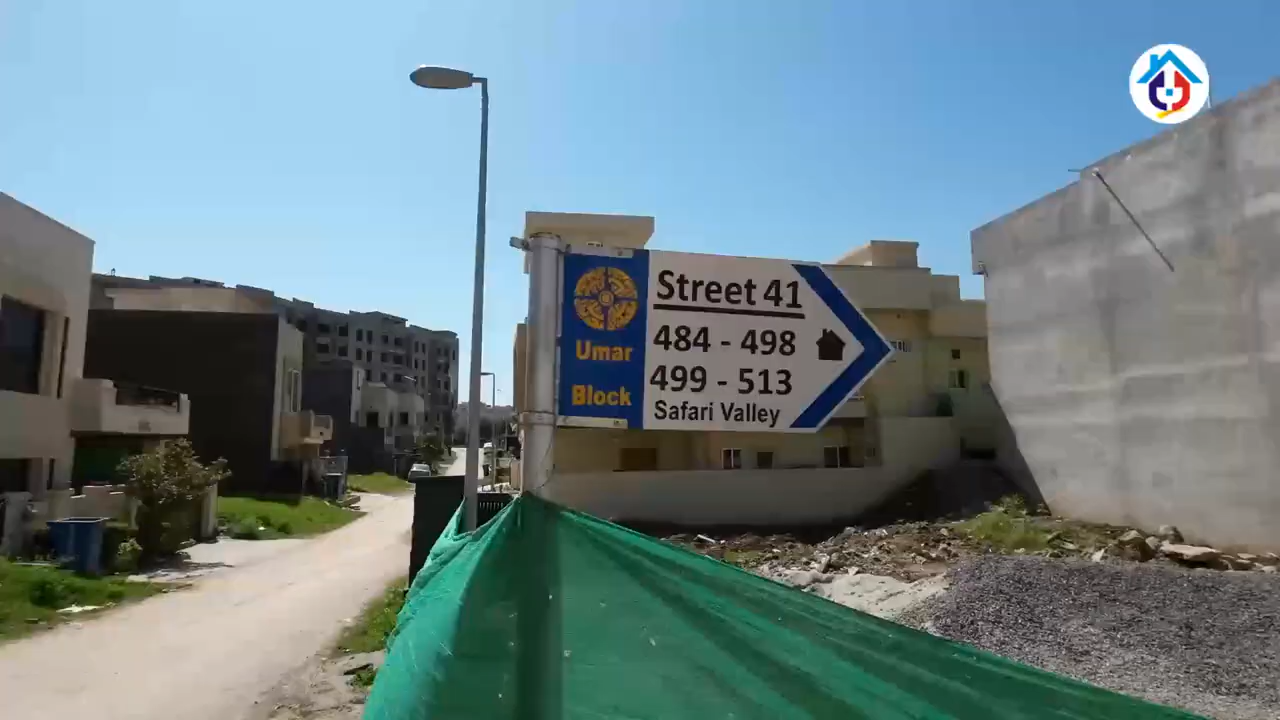 Umar
Block
Street 41
484 - 498
499 - 513
Safari Valley